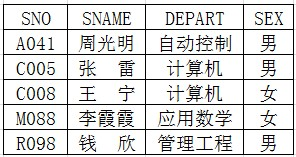 SNO SNAME DEPART SEX
A041 周光明 自动控制 男
C005 张 雷 计算机 男
C008 王 宁 计算机 女
M088 李霞霞 应用数学 女
R098 钱 欣 管理工程 男